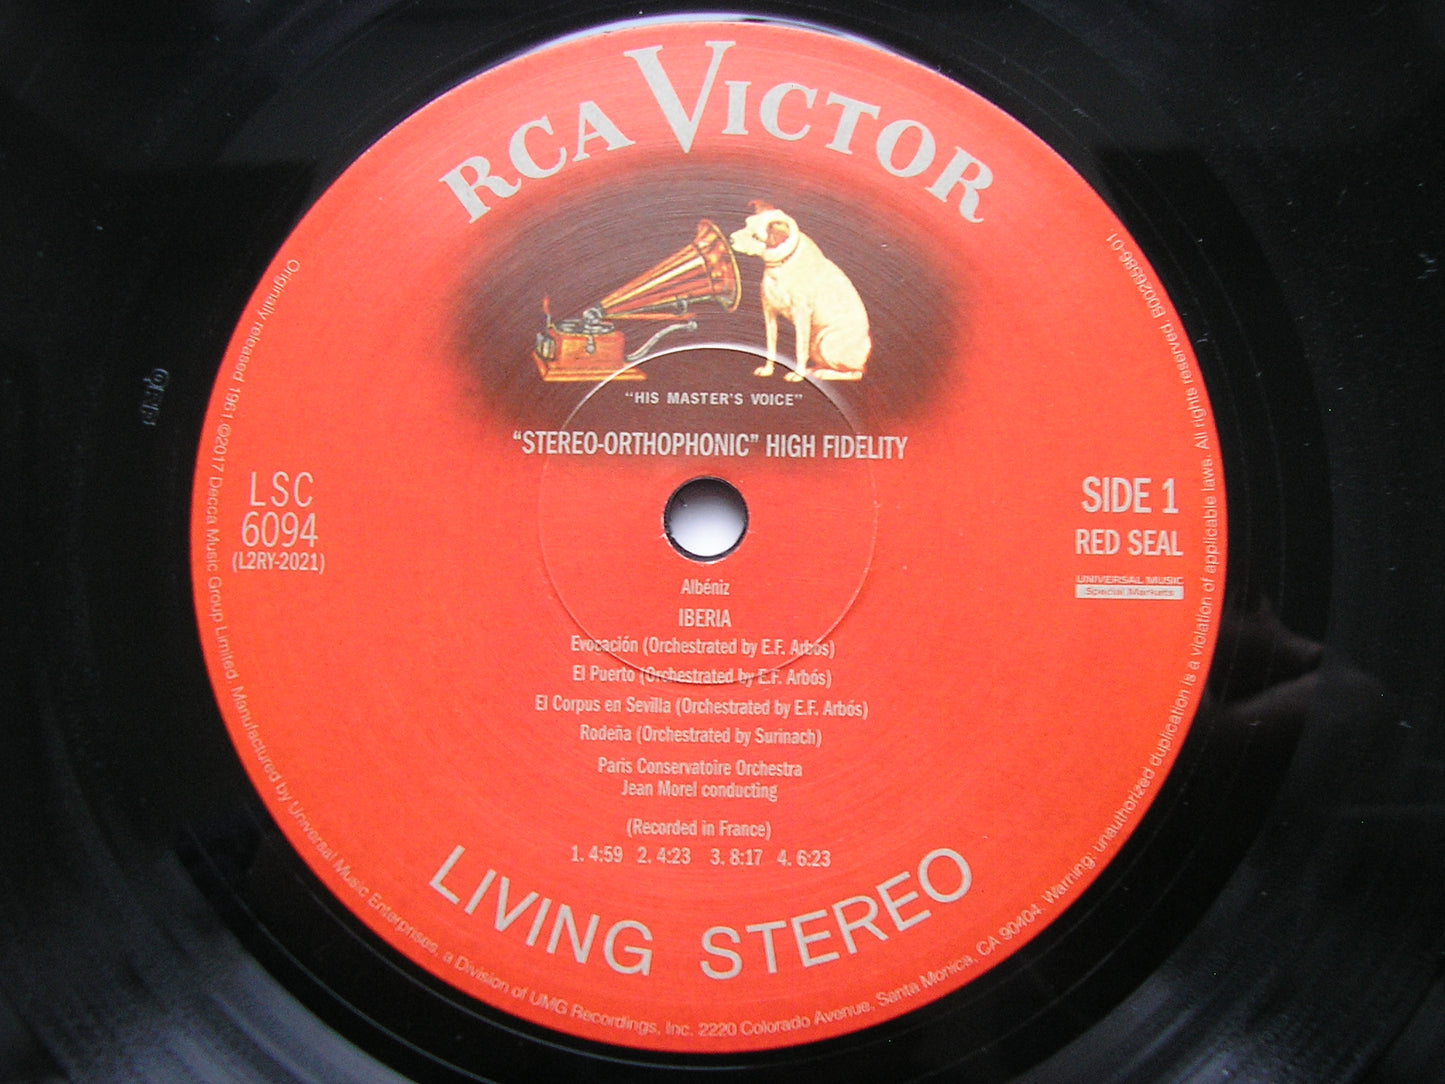 RCA VICTOR
"HIS MASTER'S VOICE"
"STEREO-ORTHOPHONIC" HIGH FIDELITY
LSC
6094
(L2RY-2021)
SIDE 1
RED SEAL
UNIVERSAL MUSIC
Special Markets
Albéniz
IBERIA
Evocación (Orchestrated by E.F. Arbós)
El Puerto (Orchestrated by E.F. Arbós)
El Corpus en Sevilla (Orchestrated by E.F. Arbós)
Rodeña (Orchestrated by Surinach)
Paris Conservatoire Orchestra
Jean Morel conducting
(Recorded in France)
1. 4:59 2. 4:23 3. 8:17 4. 6:23
LIVING STEREO
Originally released 1961.©2017 Decca Music Group Limited. Manufactured by Universal Music Enterprises, a Division of UMG Recordings, Inc. 2220 Colorado Avenue, Santa Monica, CA 90404. Warning: unauthorized duplication is a violation of applicable laws. All rights reserved. B0026586-01.